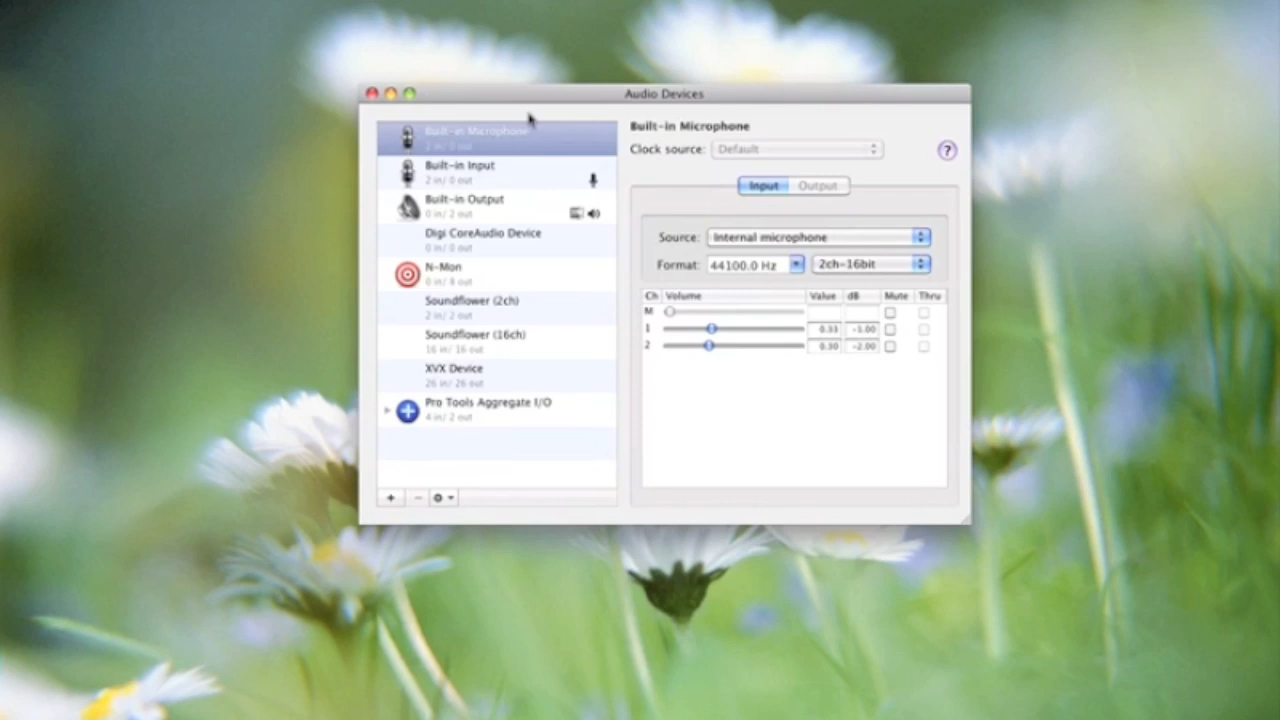 Audio Devices
Built-in Microphone
2 in/ 0 out
Built-in Input
2 in/ 0 out
Built-in Output
0 in/ 2 out
Digi CoreAudio Device
0 in/ 0 out
N-Mon
0 in/ 8 out
Soundflower (2ch)
2 in/ 2 out
Soundflower (16ch)
16 in/ 16 out
XVX Device
26 in/ 26 out
Pro Tools Aggregate I/O
4 in/ 2 out
Built-in Microphone
Clock source: Default
?
Input Output
Source: Internal microphone
Format: 44100.0 Hz 2ch-16bit
Ch Volume Value dB Mute Thru
M
1 0.33 -1.00
2 0.30 -2.00